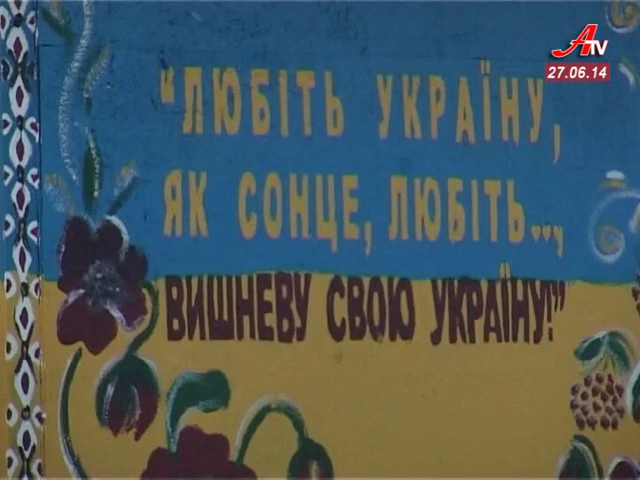 ATV
27.06.14
“ЛЮБІТЬ УКРАЇНУ,
ЯК СОНЦЕ, ЛЮБІТЬ..,
ВИШНЕВУ СВОЮ УКРАЇНУ!”